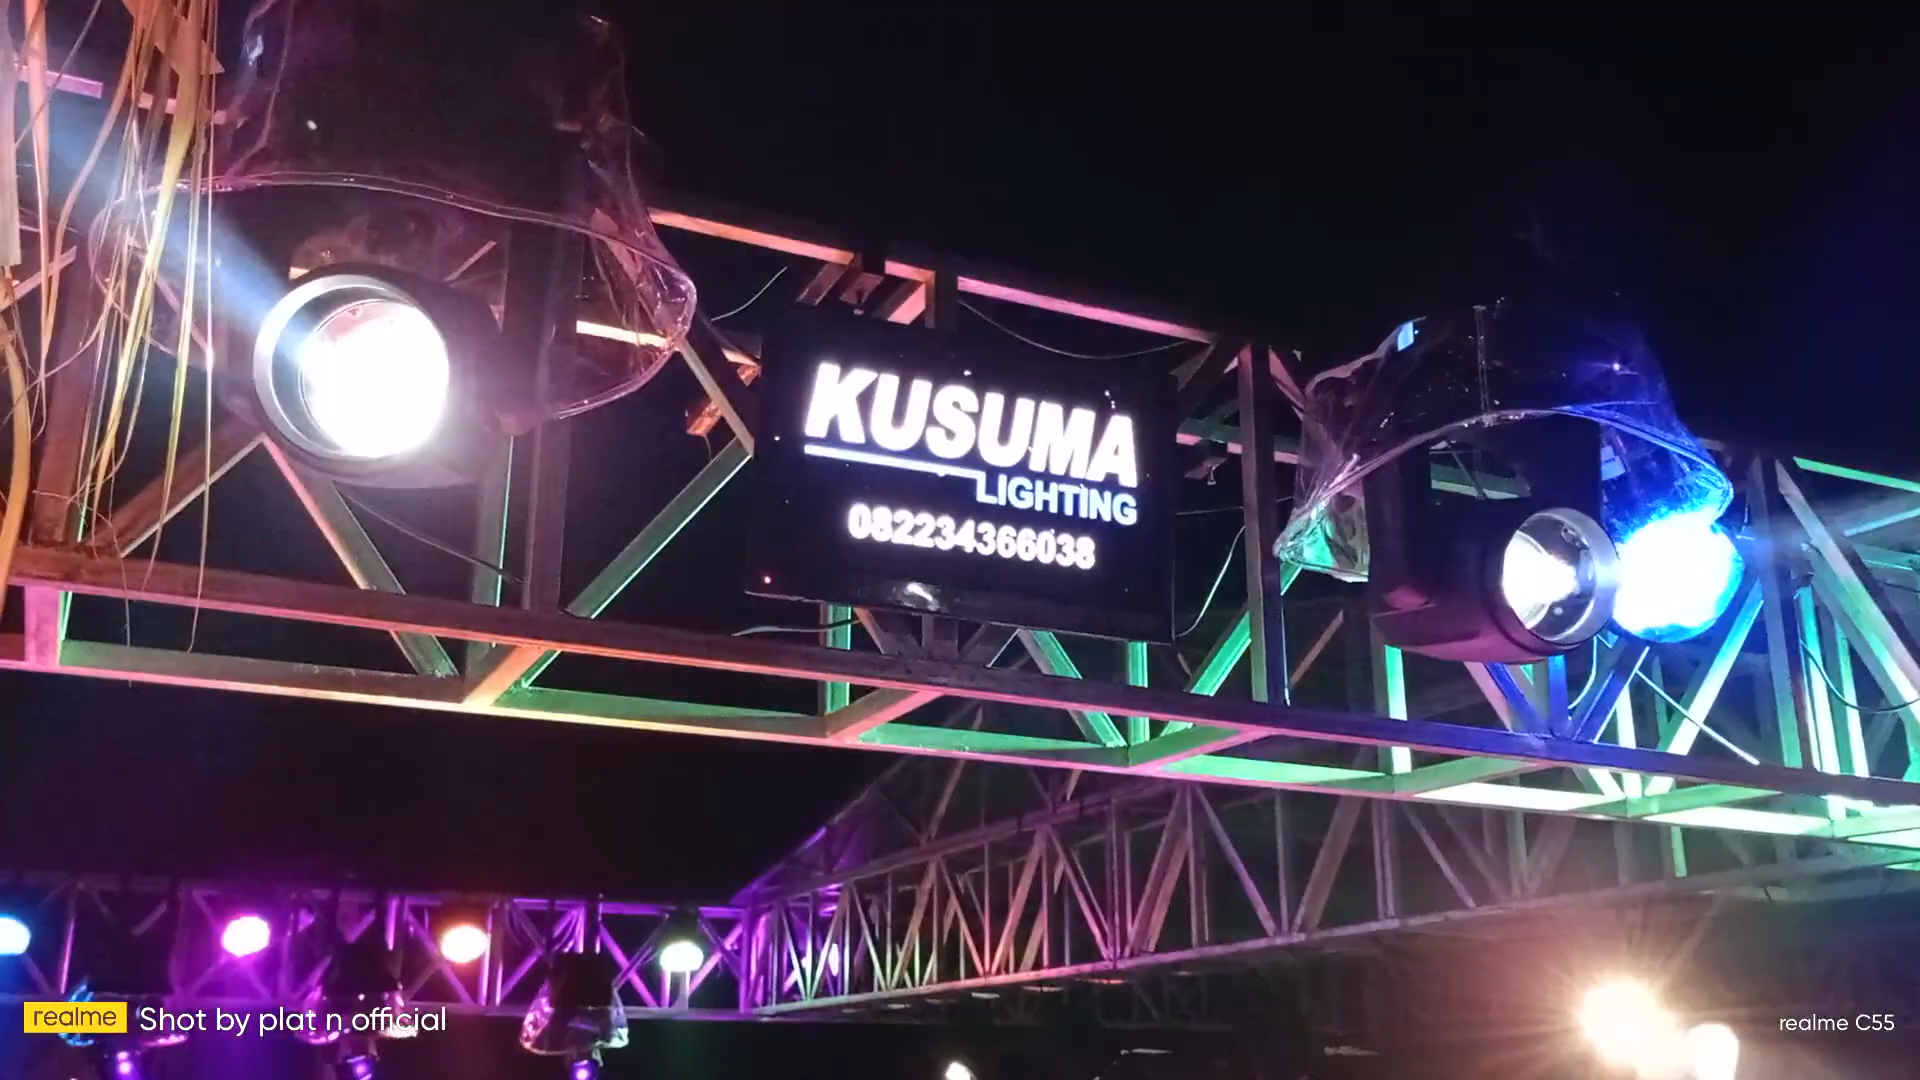 KUSUMA
LIGHTING
082234366038
realme Shot by plat n.official
realme C55